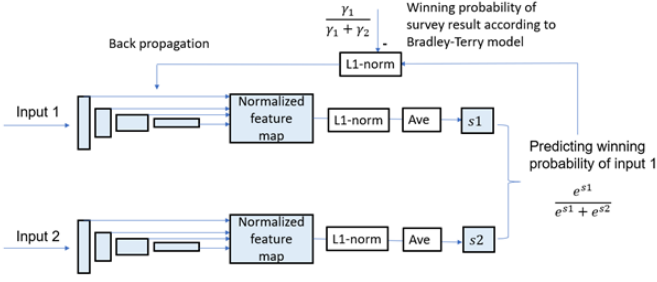 γ1
γ1 + γ2
-
Winning probability of
survey result according to
Bradley-Terry model
Back propagation
L1-norm
Input 1
Normalized
feature
map
L1-norm
Ave
s1
Predicting winning
probability of input 1
e^s1
e^s1 + e^s2
Input 2
Normalized
feature
map
L1-norm
Ave
s2